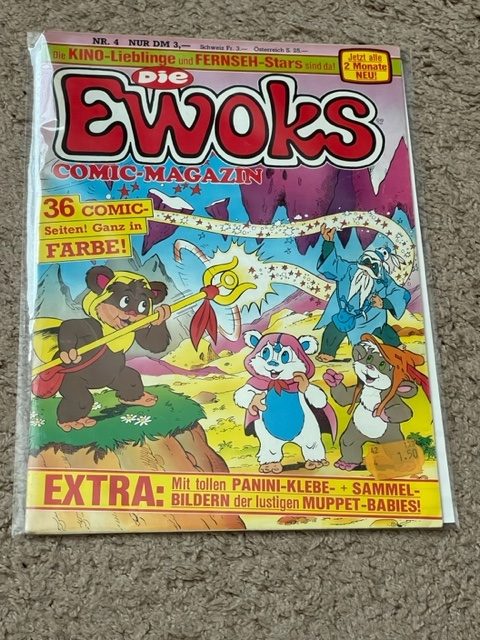 NR. 4 NUR DM 3,— Schweiz Fr. 3.— Österreich S. 25.—
Die KINO-Lieblinge und FERNSEH-Stars sind da!
Jetzt alle
2 Monate
NEU!
Die
EWOKS
COMIC-MAGAZIN
36 COMIC-
Seiten! Ganz in
FARBE!
1.50
EXTRA:
Mit tollen PANINI-KLEBE- + SAMMEL-
BILDERN der lustigen MUPPET-BABIES!